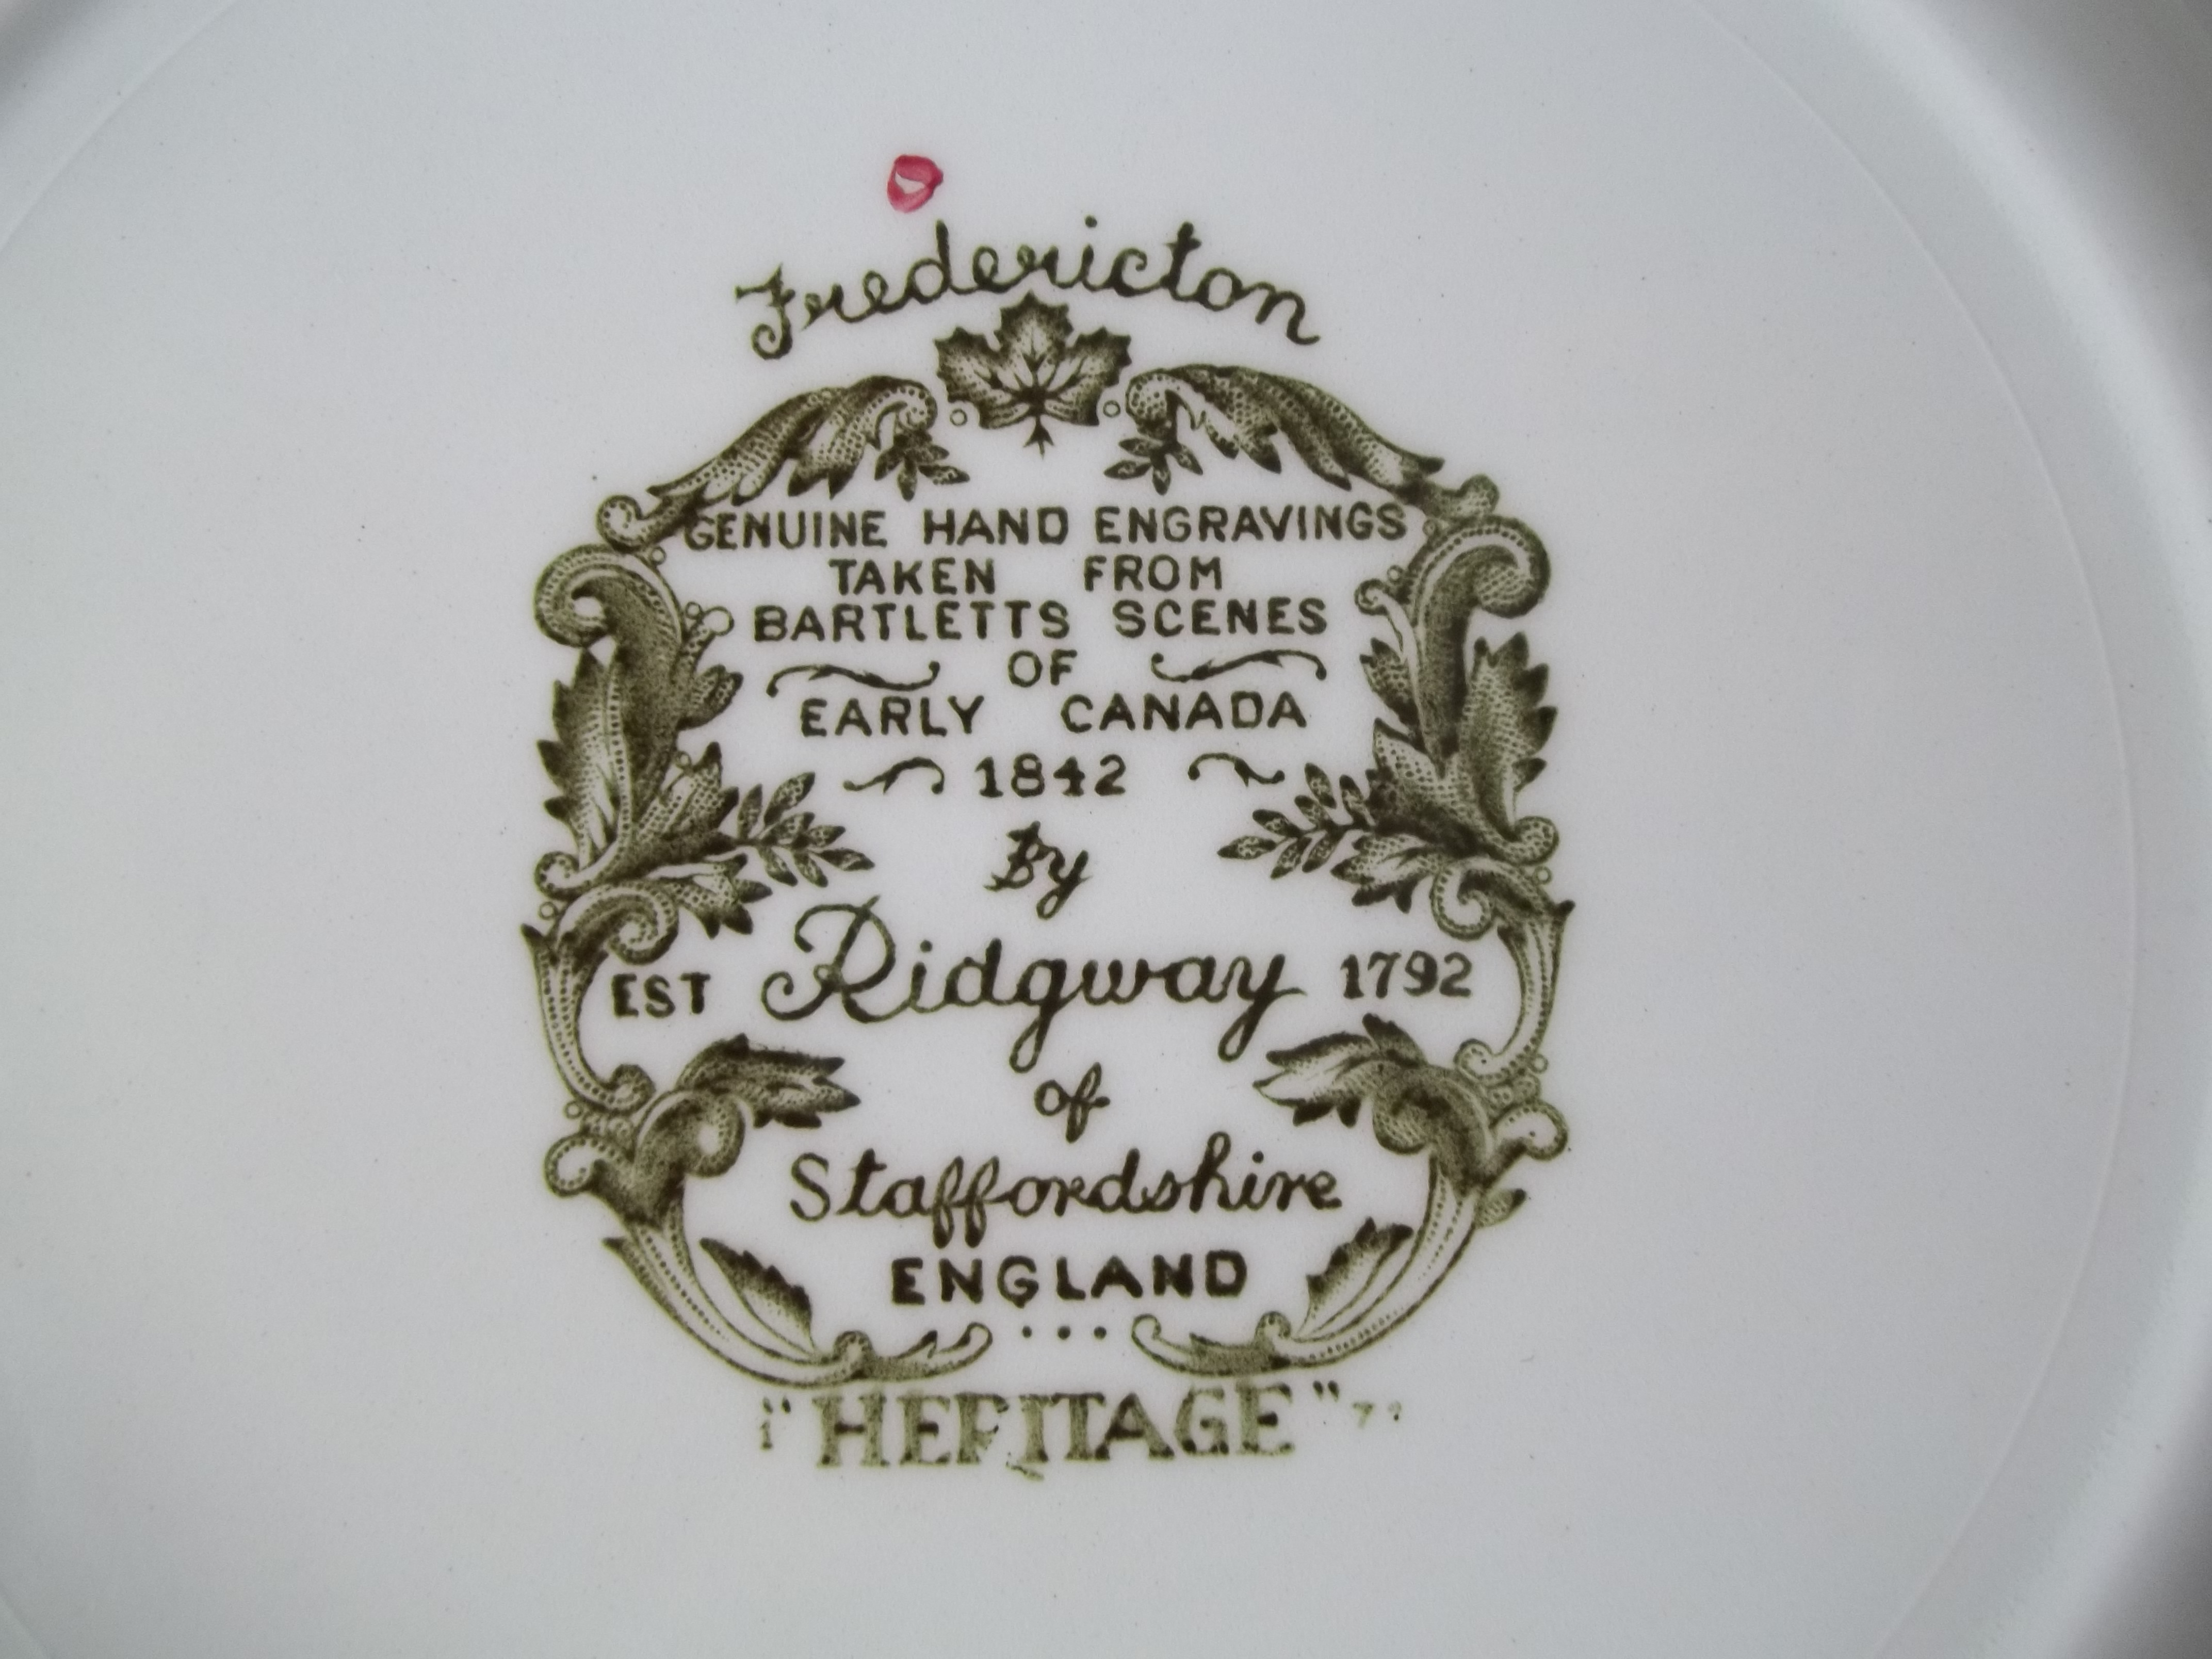 Fredericton
GENUINE HAND ENGRAVINGS
TAKEN FROM
BARTLETTS SCENES
OF
EARLY CANADA
1842
By
EST Ridgway 1792
of
Staffordshire
ENGLAND
"HERITAGE"